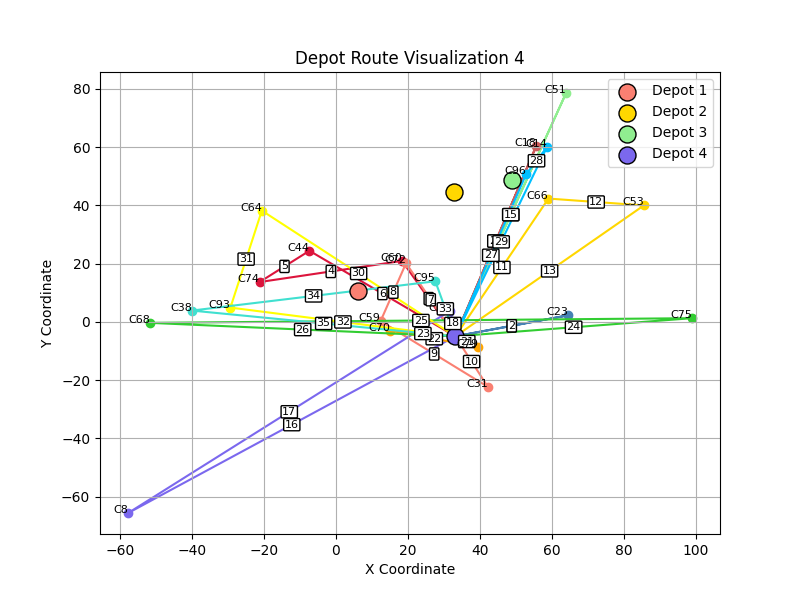 Depot Route Visualization 4
Depot 1
Depot 2
Depot 3
Depot 4
Y Coordinate
80
60
40
20
0
−20
−40
−60
C51
C14
28
C96
C66
12
C53
15
C64
29
27
11
13
C44
31
5
C74
4
30
C60
C95
6
8
34
7
33
C38
C93
C68
35
32
C59
25
18
2
C23
24
C75
26
C70
23
22
9
10
C31
17
16
C8
−60
−40
−20
0
20
40
60
80
100
X Coordinate